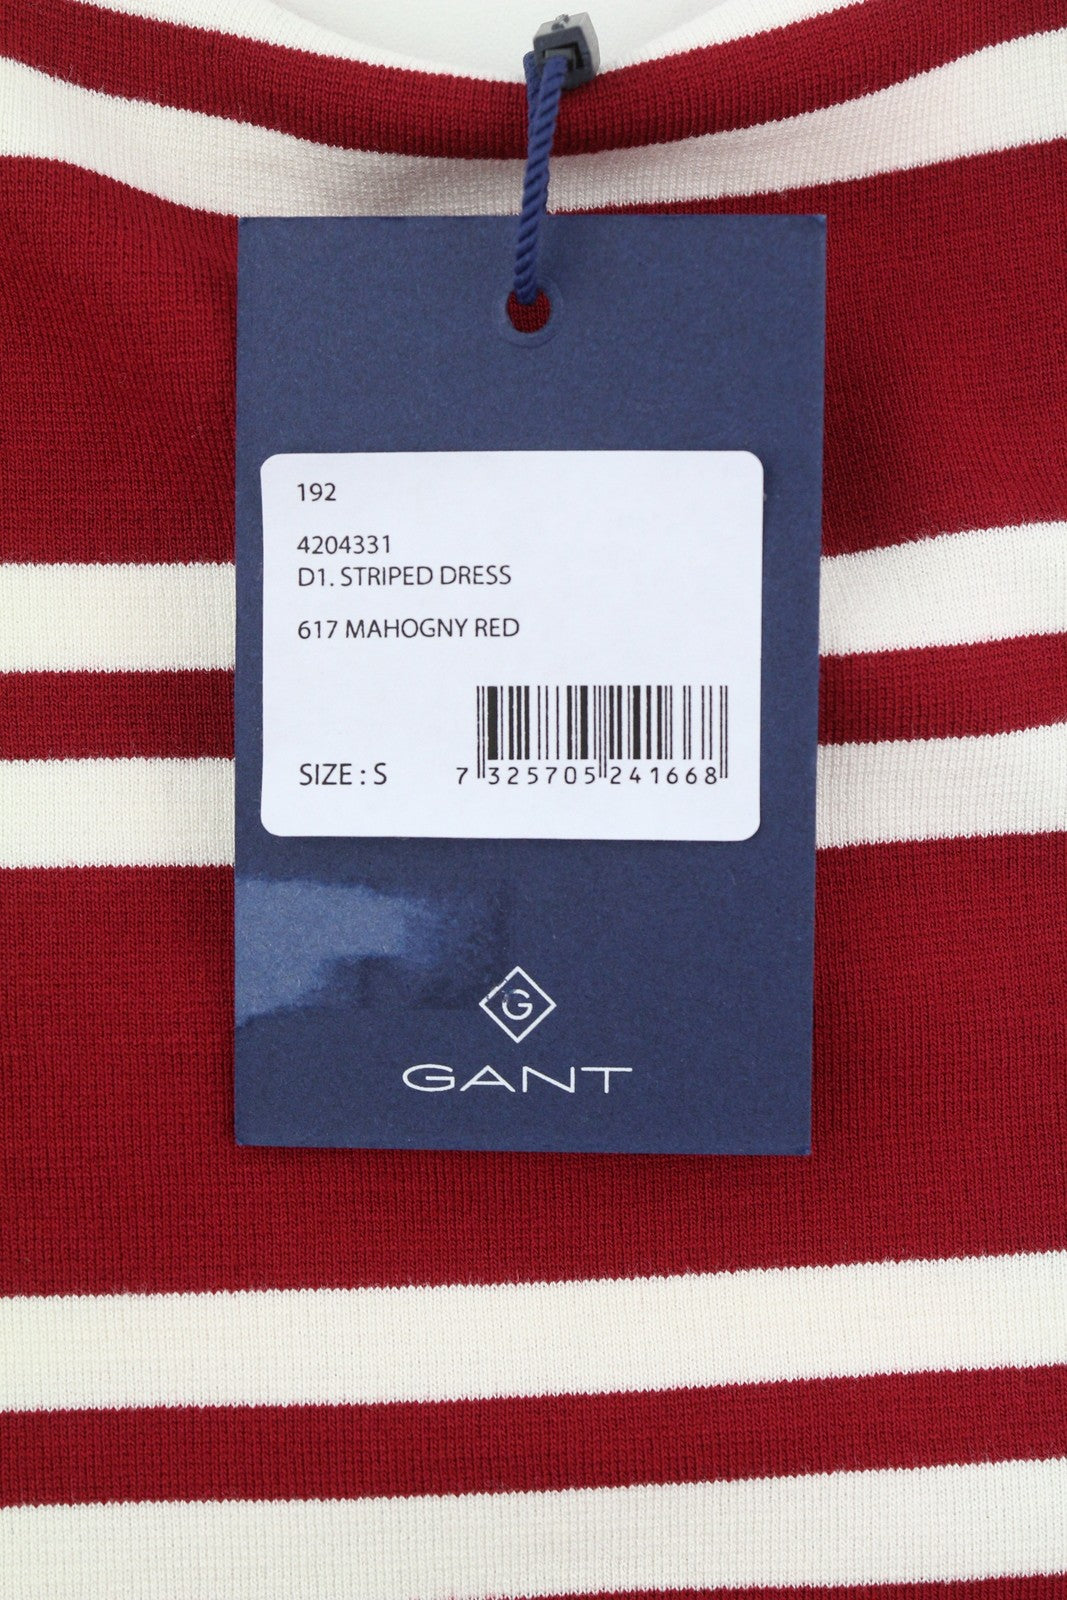 192
4204331
D1. STRIPED DRESS
617 MAHOGNY RED
SIZE : S
7 325705 241668
G
GANT